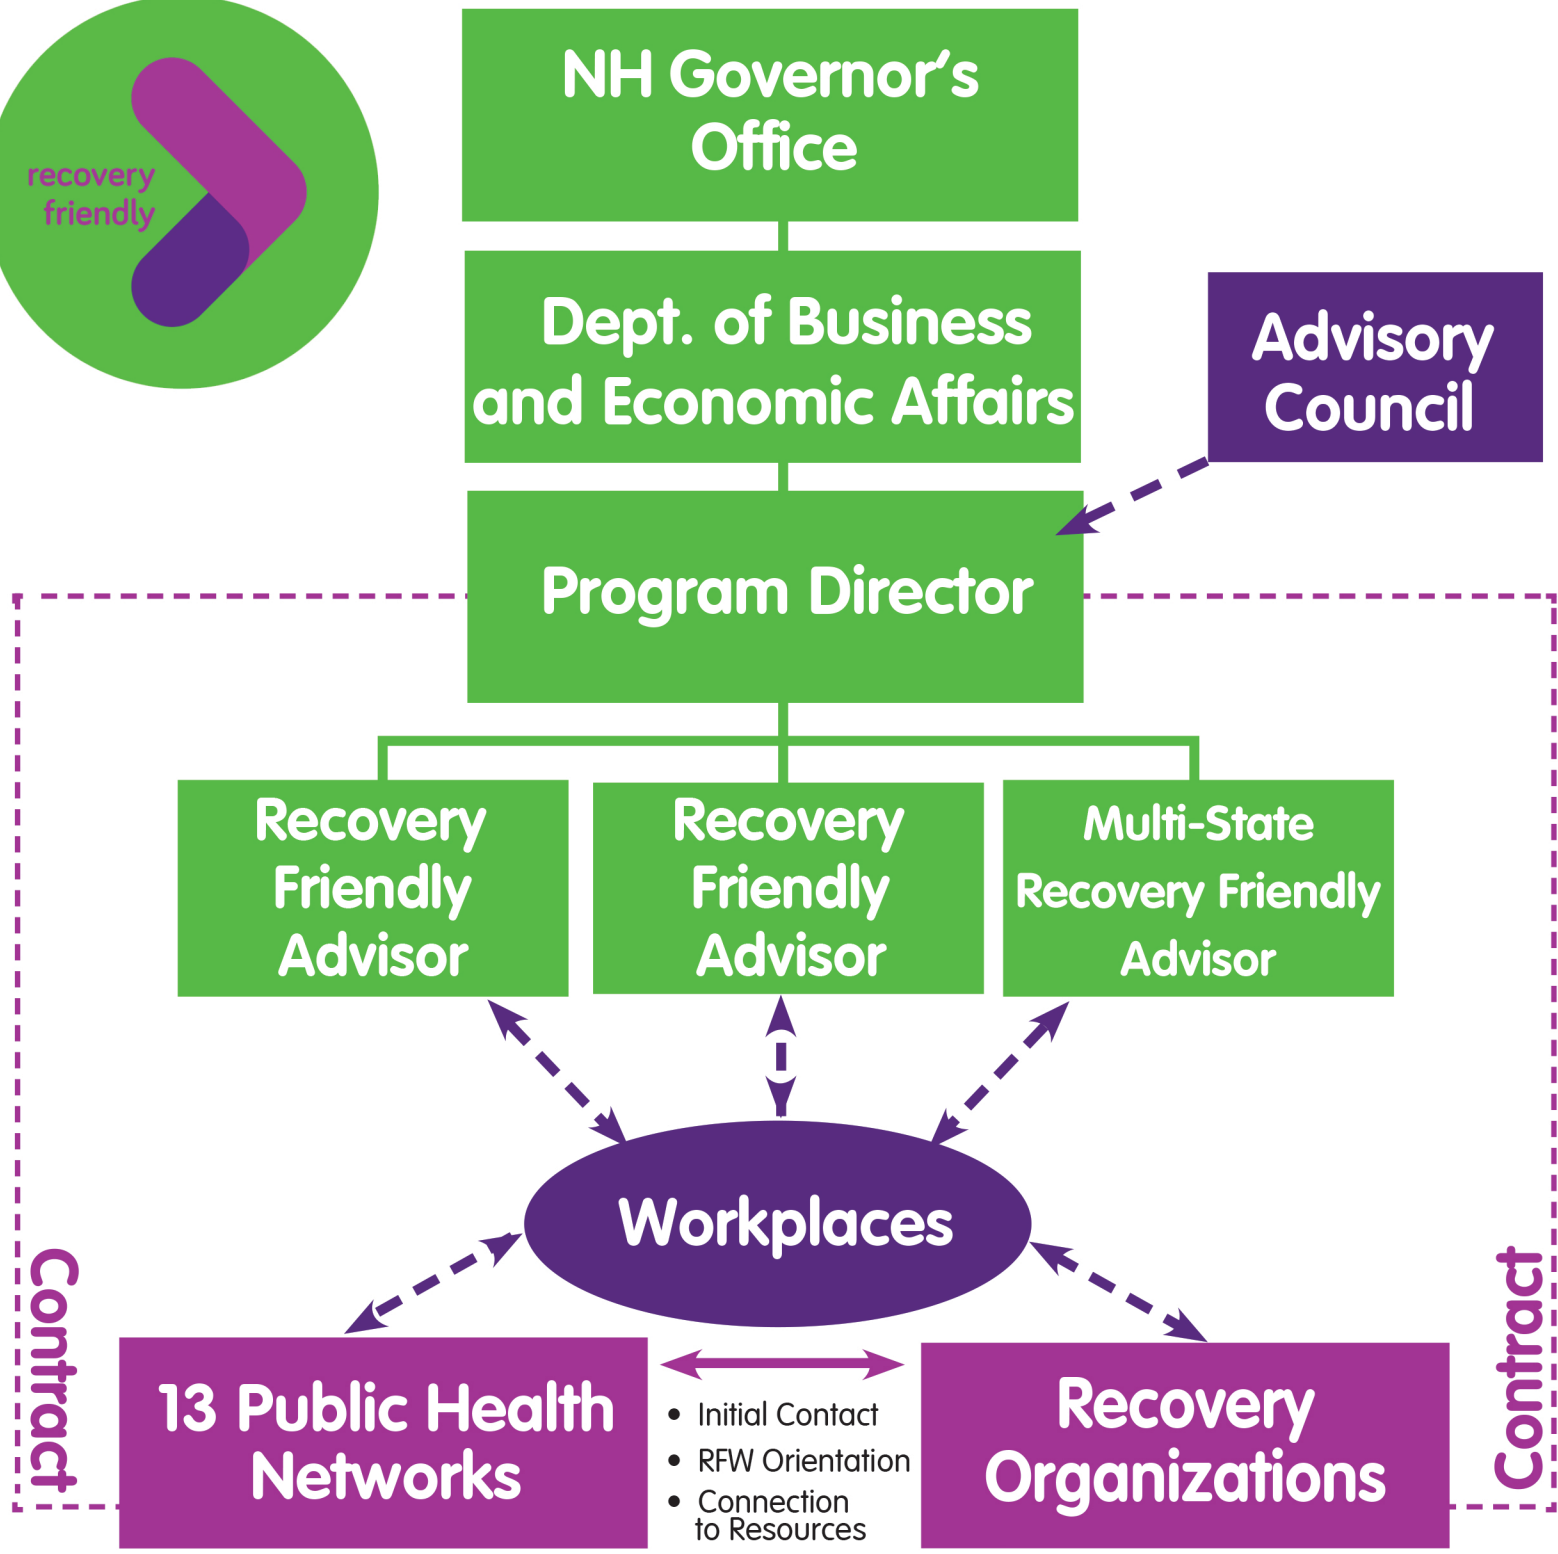 recovery
friendly
NH Governor's
Office
Dept. of Business
and Economic Affairs
Advisory
Council
Program Director
Recovery
Friendly
Advisor
Recovery
Friendly
Advisor
Multi-State
Recovery Friendly
Advisor
Workplaces
Contract
Contract
13 Public Health
Networks
• Initial Contact
• RFW Orientation
• Connection
to Resources
Recovery
Organizations